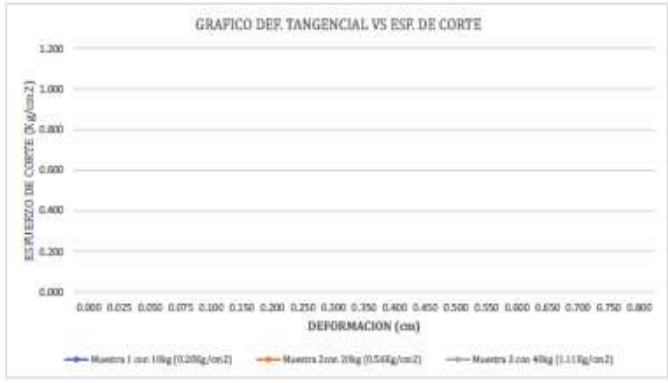 GRAFICO DEF. TANGENCIAL VS ESF. DE CORTE
ESFUERZO DE CORTE (Kg/cm2)
1.200
1.000
0.800
0.600
0.400
0.200
0.000
0.000 0.025 0.050 0.075 0.100 0.150 0.200 0.250 0.300 0.350 0.400 0.450 0.500 0.550 0.600 0.650 0.700 0.750 0.800
DEFORMACION (cm)
Muestra 1 con 10kg (0.28Kg/cm2) Muestra 2 con 20kg (0.56Kg/cm2) Muestra 3 con 40kg (1.11Kg/cm2)